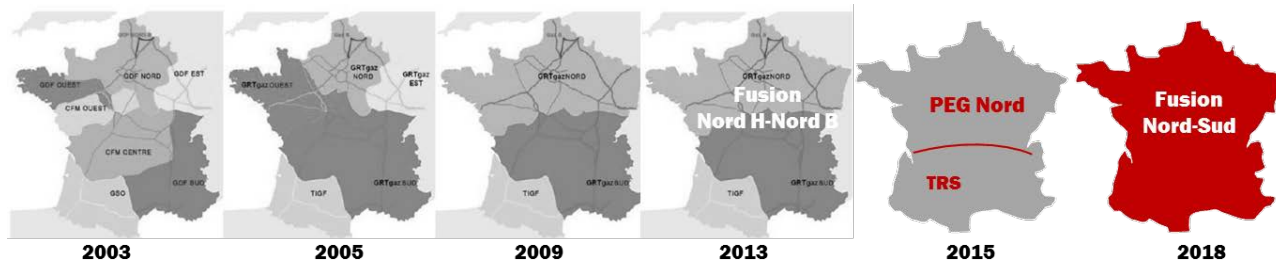 GDF NORD
GDF EST
GDF OUEST
CFM OUEST
CFM CENTRE
GSO
GDF SUD
2003
GRTgaz OUEST
GRTgaz
NORD
GRTgaz
EST
TIGF
GRTgaz SUD
2005
GRTgaz NORD
TIGF
GRTgaz SUD
2009
GRTgaz NORD
Fusion
Nord H-Nord B
TIGF
GRTgaz SUD
2013
PEG Nord
TRS
2015
Fusion
Nord-Sud
2018